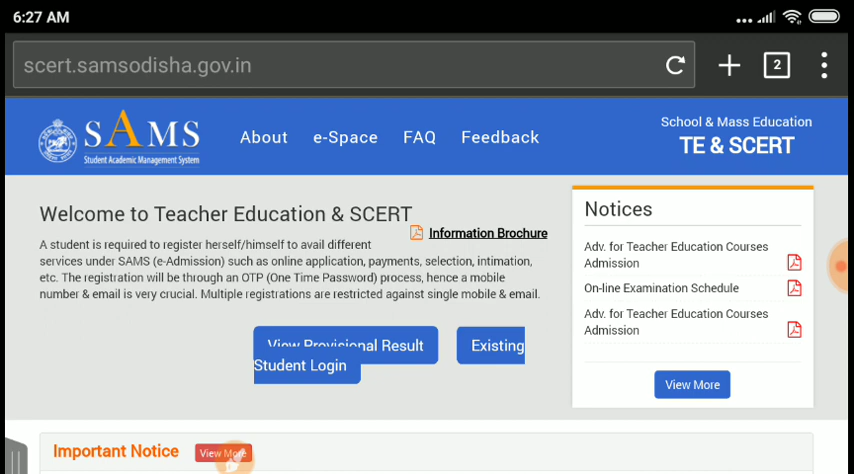 6:27 AM
scert.samsodisha.gov.in
2
SAMS
Student Academic Management System
About e-Space FAQ Feedback
School & Mass Education
TE & SCERT
Welcome to Teacher Education & SCERT
Information Brochure
A student is required to register herself/himself to avail different
services under SAMS (e-Admission) such as online application, payments, selection, intimation,
etc. The registration will be through an OTP (One Time Password) process, hence a mobile
number & email is very crucial. Multiple registrations are restricted against single mobile & email.
View Provisional Result
Existing
Student Login
Notices
Adv. for Teacher Education Courses
Admission
On-line Examination Schedule
Adv. for Teacher Education Courses
Admission
View More
Important Notice
View More